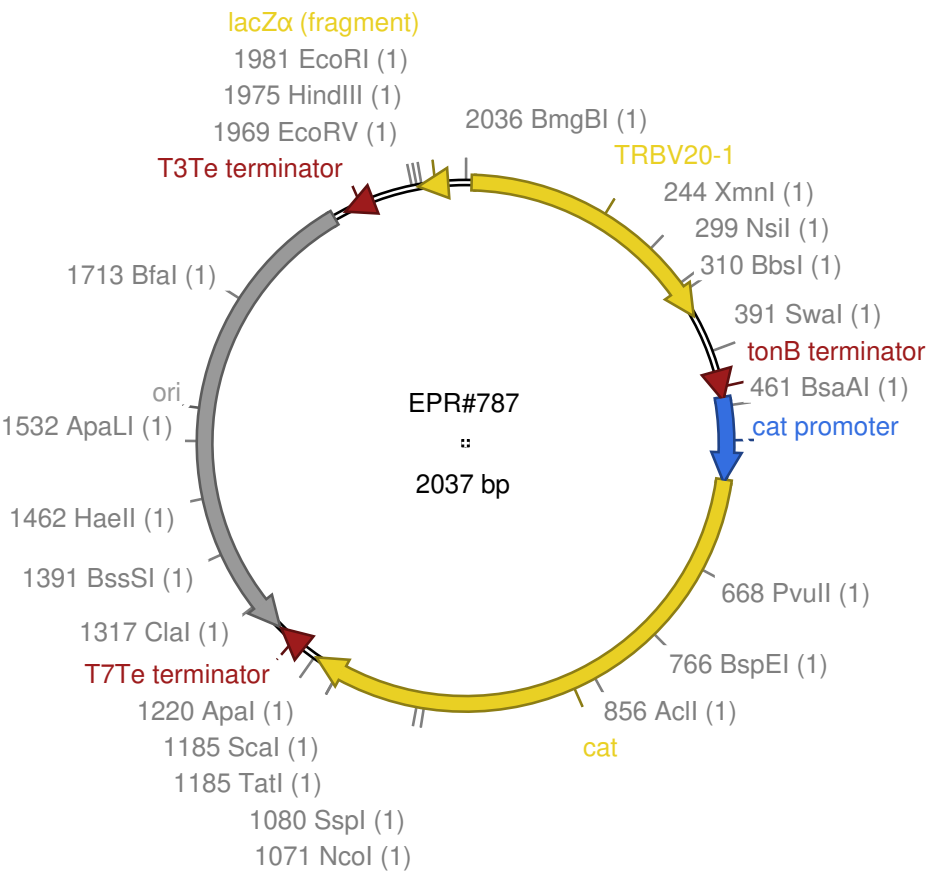 lacZα (fragment)
1981 EcoRI (1)
1975 HindIII (1)
1969 EcoRV (1)
T3Te terminator
2036 BmgBI (1)
TRBV20-1
244 XmnI (1)
299 NsiI (1)
310 BbsI (1)
391 SwaI (1)
tonB terminator
461 BsaAI (1)
cat promoter
1713 BfaI (1)
ori
1532 ApaLI (1)
EPR#787
2037 bp
1462 HaeII (1)
1391 BssSI (1)
1317 ClaI (1)
T7Te terminator
668 PvuII (1)
766 BspEI (1)
856 AclI (1)
cat
1220 ApaI (1)
1185 ScaI (1)
1185 TatI (1)
1080 SspI (1)
1071 NcoI (1)